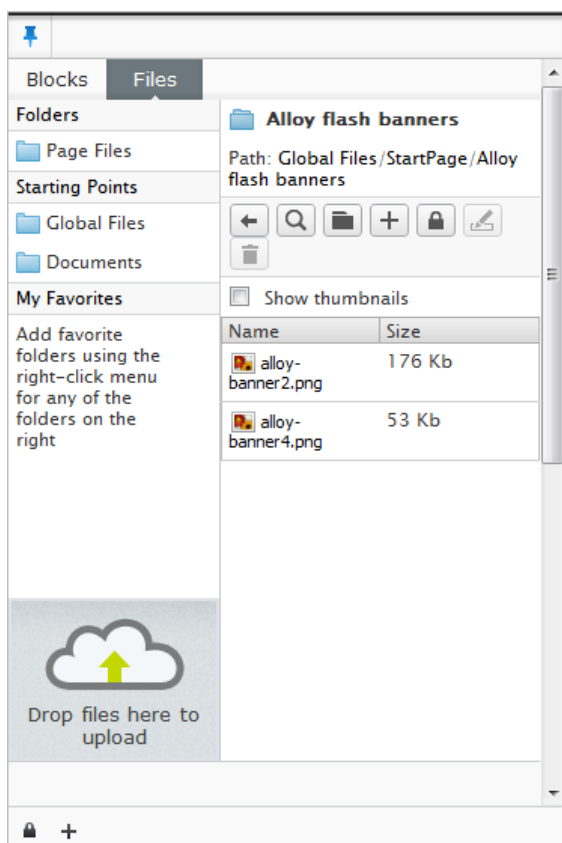 Blocks
Files
Folders
Page Files
Starting Points
Global Files
Documents
My Favorites
Add favorite
folders using the
right-click menu
for any of the
folders on the
right
Drop files here to
upload
Alloy flash banners
Path: Global Files/StartPage/Alloy
flash banners
Show thumbnails
Name Size
alloy-
banner2.png
176 Kb
alloy-
banner4.png
53 Kb